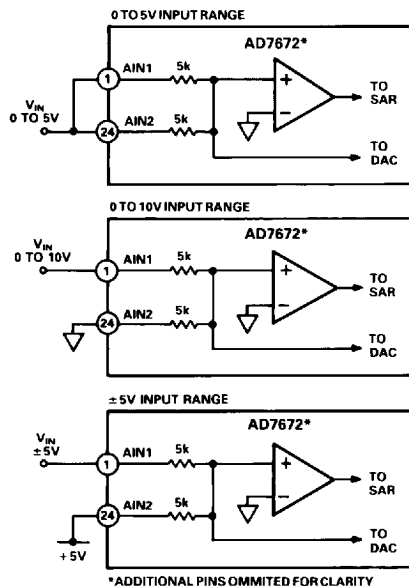 0 TO 5V INPUT RANGE
AD7672*
AIN1
5k
1
+
TO
SAR
VIN
0 TO 5V
AIN2
5k
24
−
TO
DAC
0 TO 10V INPUT RANGE
AD7672*
VIN
0 TO 10V
AIN1
5k
1
+
TO
SAR
AIN2
5k
24
−
TO
DAC
±5V INPUT RANGE
AD7672*
VIN
±5V
AIN1
5k
1
+
TO
SAR
AIN2
5k
24
−
TO
DAC
+5V
*ADDITIONAL PINS OMMITED FOR CLARITY